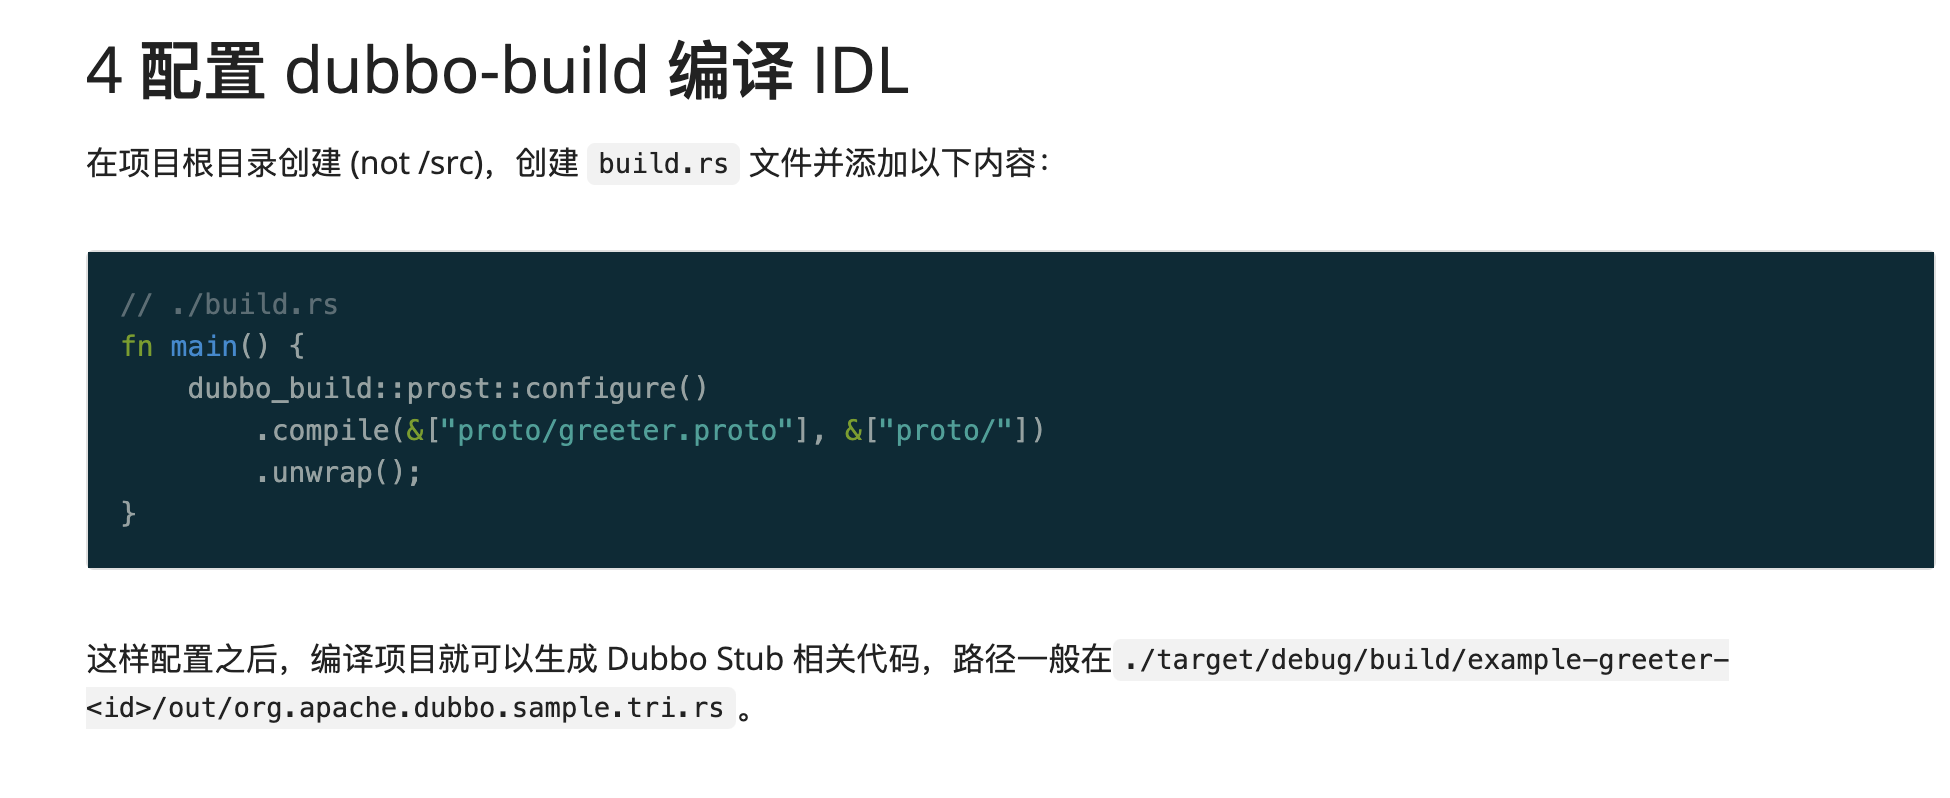 4 配置 dubbo-build 编译 IDL
在项目根目录创建 (not /src)，创建 build.rs 文件并添加以下内容：
// ./build.rs
fn main() {
    dubbo_build::prost::configure()
        .compile(&["proto/greeter.proto"], &["proto/"])
        .unwrap();
}
这样配置之后，编译项目就可以生成 Dubbo Stub 相关代码，路径一般在 ./target/debug/build/example-greeter-
<id>/out/org.apache.dubbo.sample.tri.rs 。